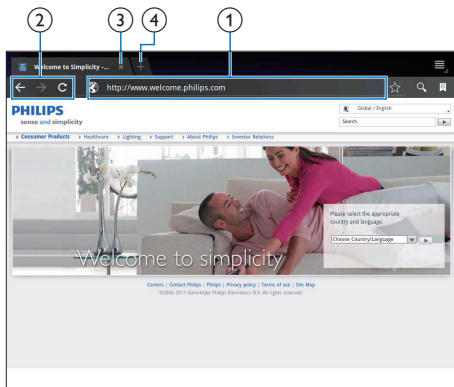 2 3 4 1
Welcome to Simplicity -...
http://www.welcome.philips.com
PHILIPS
sense and simplicity
Global / English
Search
Consumer Products Healthcare Lighting Support About Philips Investor Relations
Please select the appropriate
country and language:
Choose Country/Language
Welcome to simplicity
Careers | Contact Philips | Philips | Privacy policy | Terms of use | Site Map
©2004-2011 Koninklijke Philips Electronics N.V. All rights reserved.